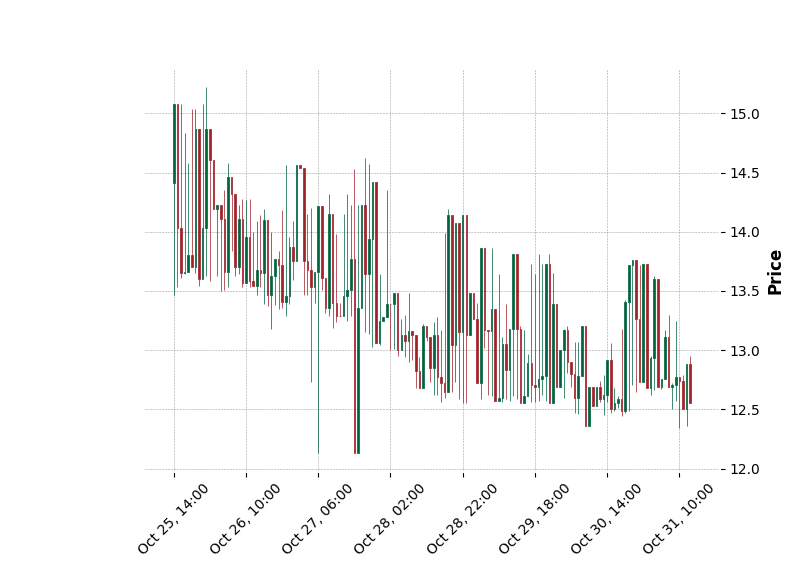 15.0
14.5
14.0
13.5
13.0
12.5
12.0
Price
Oct 25, 14:00
Oct 26, 10:00
Oct 27, 06:00
Oct 28, 02:00
Oct 28, 22:00
Oct 29, 18:00
Oct 30, 14:00
Oct 31, 10:00